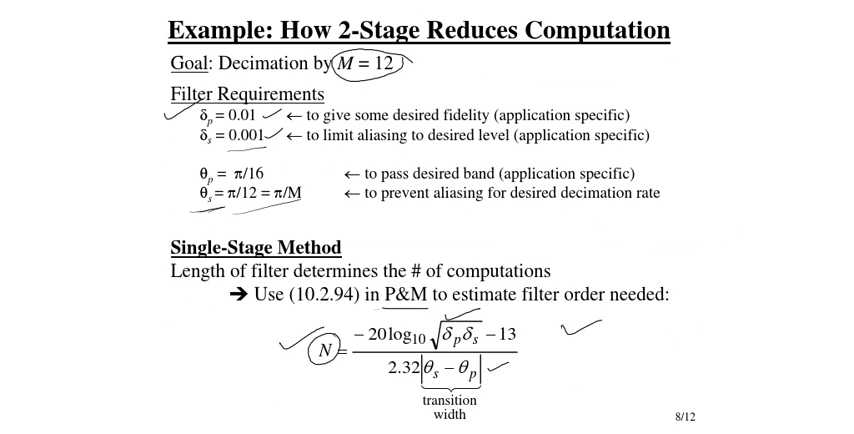 Example: How 2-Stage Reduces Computation
Goal: Decimation by M = 12
Filter Requirements
δp = 0.01 ← to give some desired fidelity (application specific)
δs = 0.001 ← to limit aliasing to desired level (application specific)
θp = π/16 ← to pass desired band (application specific)
θs = π/12 = π/M ← to prevent aliasing for desired decimation rate
Single-Stage Method
Length of filter determines the # of computations
➔ Use (10.2.94) in P&M to estimate filter order needed:
N = (− 20 log10 √(δpδs) − 13) / (2.32|θs − θp|)
transition
width
8/12